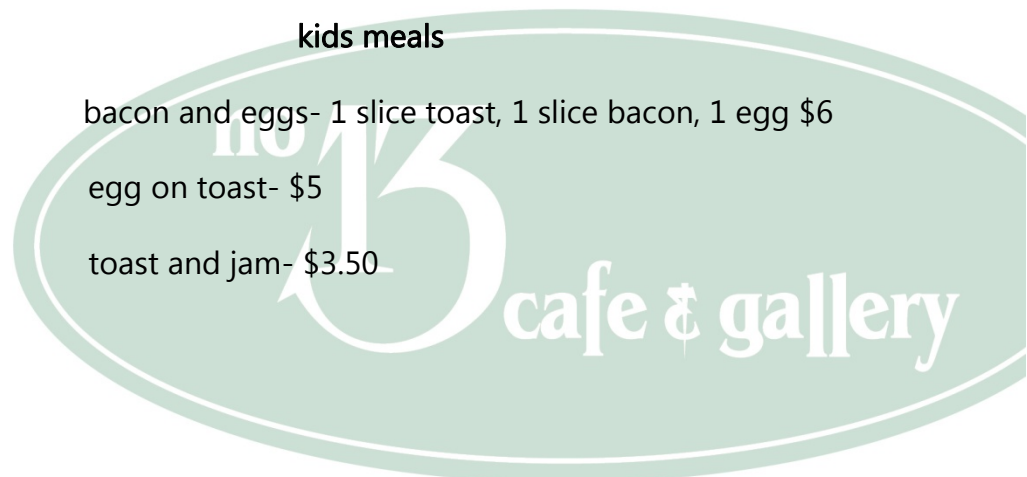 kids meals
bacon and eggs- 1 slice toast, 1 slice bacon, 1 egg $6
no
13
egg on toast- $5
toast and jam- $3.50
cafe & gallery